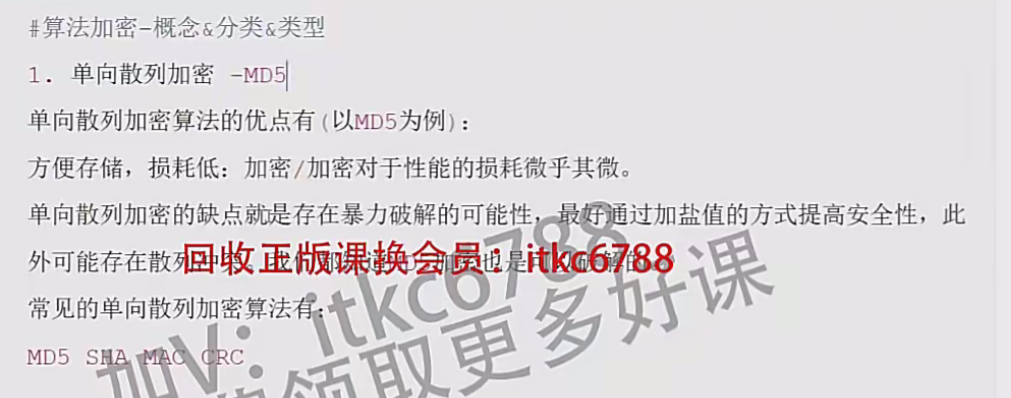 #算法加密-概念&分类&类型
1. 单向散列加密 -MD5
单向散列加密算法的优点有(以MD5为例):
方便存储，损耗低：加密/加密对于性能的损耗微乎其微。
单向散列加密的缺点就是存在暴力破解的可能性，最好通过加盐值的方式提高安全性，此
外可能存在散列
回收正版课换会员：itkc6788
常见的单向散列加密算法有:
MD5 SHA MAC CRC
加V：itkc6788
领取更多好课